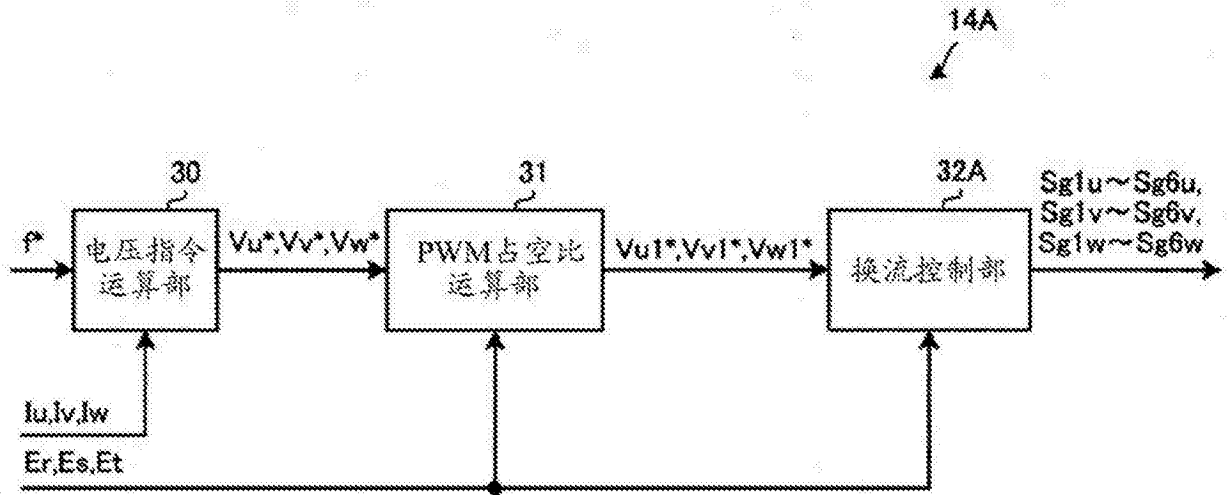 14A
30
31
32A
f*
电压指令
运算部
Vu*,Vv*,Vw*
PWM占空比
运算部
Vu1*,Vv1*,Vw1*
换流控制部
Sg1u～Sg6u,
Sg1v～Sg6v,
Sg1w～Sg6w
Iu,Iv,Iw
Er,Es,Et